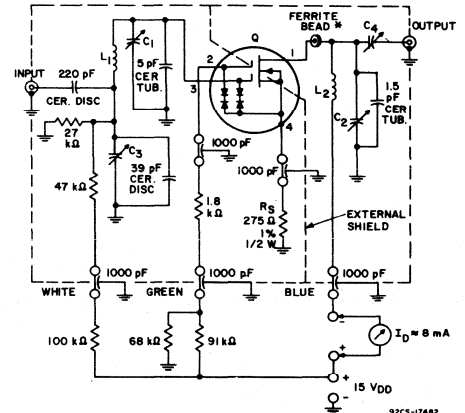 FERRITE
BEAD *
C4
OUTPUT
Q
1
L1
C1
5 pF
CER
TUB.
2
3
4
INPUT
220 pF
CER. DISC
L2
C2
1.5
pF
CER
TUB.
27
kΩ
C3
39 pF
CER.
DISC
1000 pF
1000 pF
47 kΩ
1.8
kΩ
RS
275 Ω
1%
1/2 W
EXTERNAL
SHIELD
1000 pF
1000 pF
1000 pF
WHITE
GREEN
BLUE
100 kΩ
68 kΩ
91 kΩ
-
+
ID ≈ 8 mA
+
15 VDD
-
92CS-17482